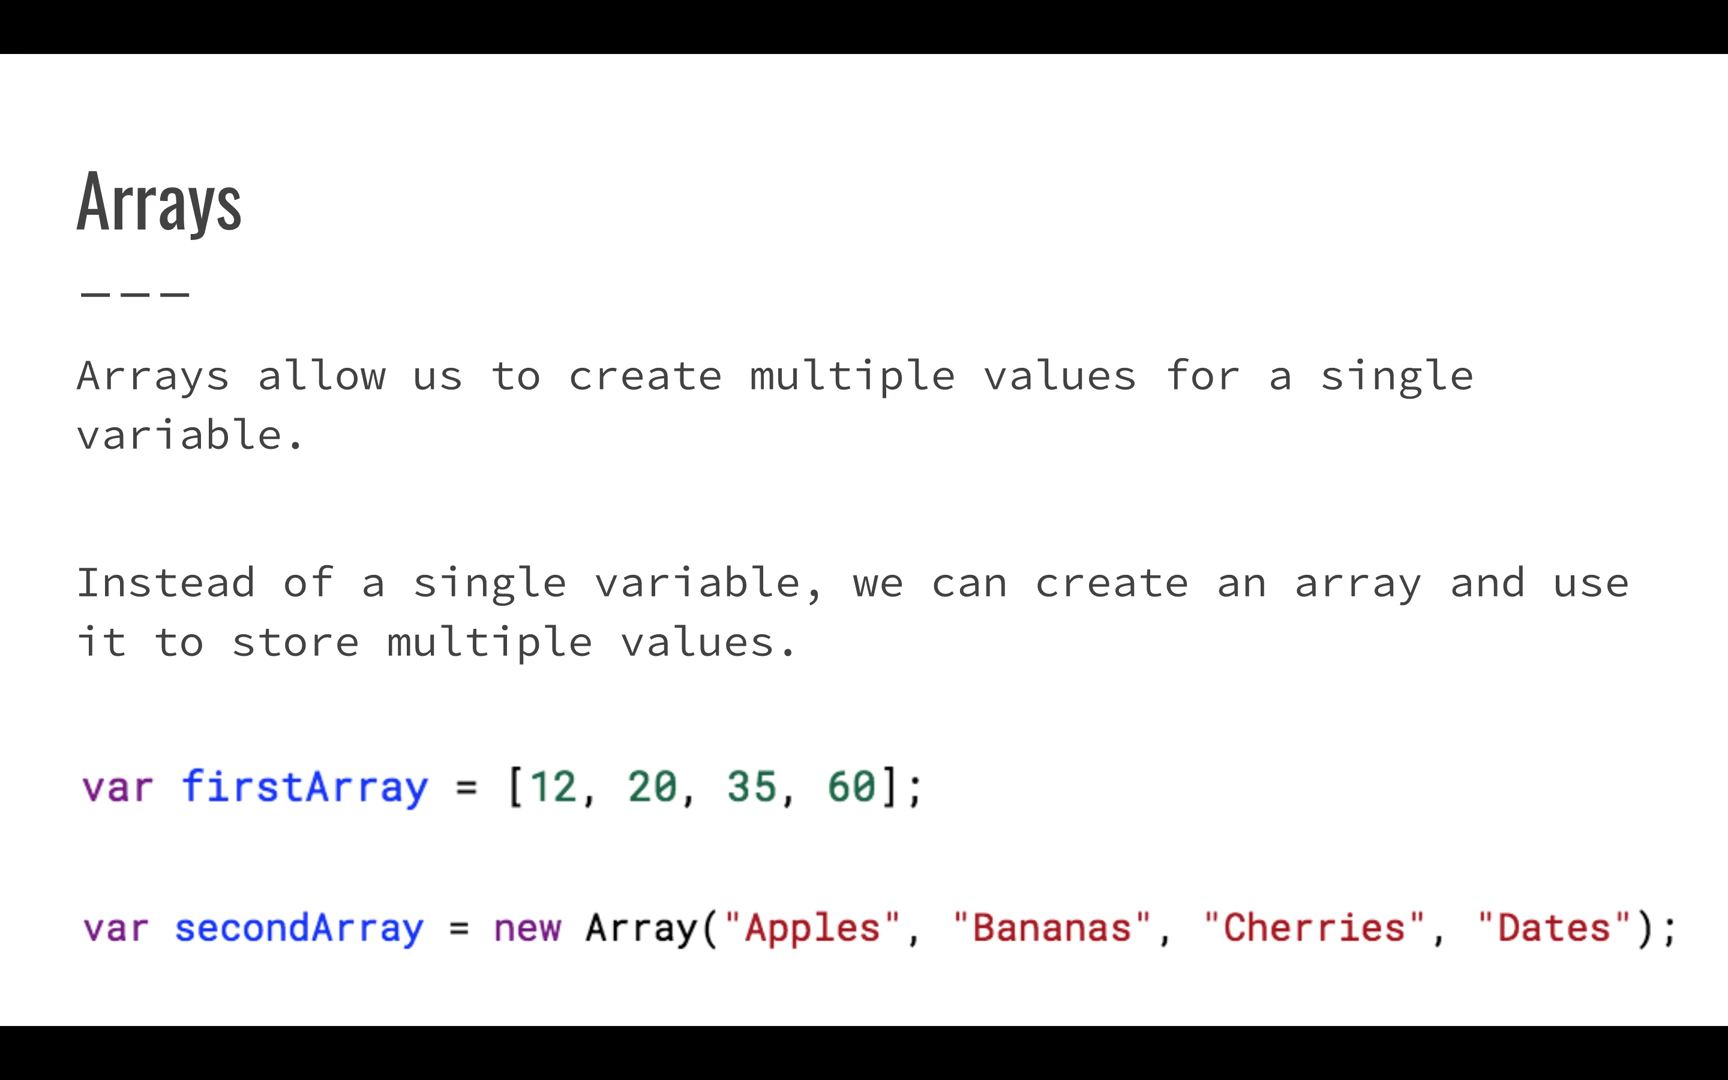 Arrays
___
Arrays allow us to create multiple values for a single
variable.
Instead of a single variable, we can create an array and use
it to store multiple values.
var firstArray = [12, 20, 35, 60];
var secondArray = new Array("Apples", "Bananas", "Cherries", "Dates");